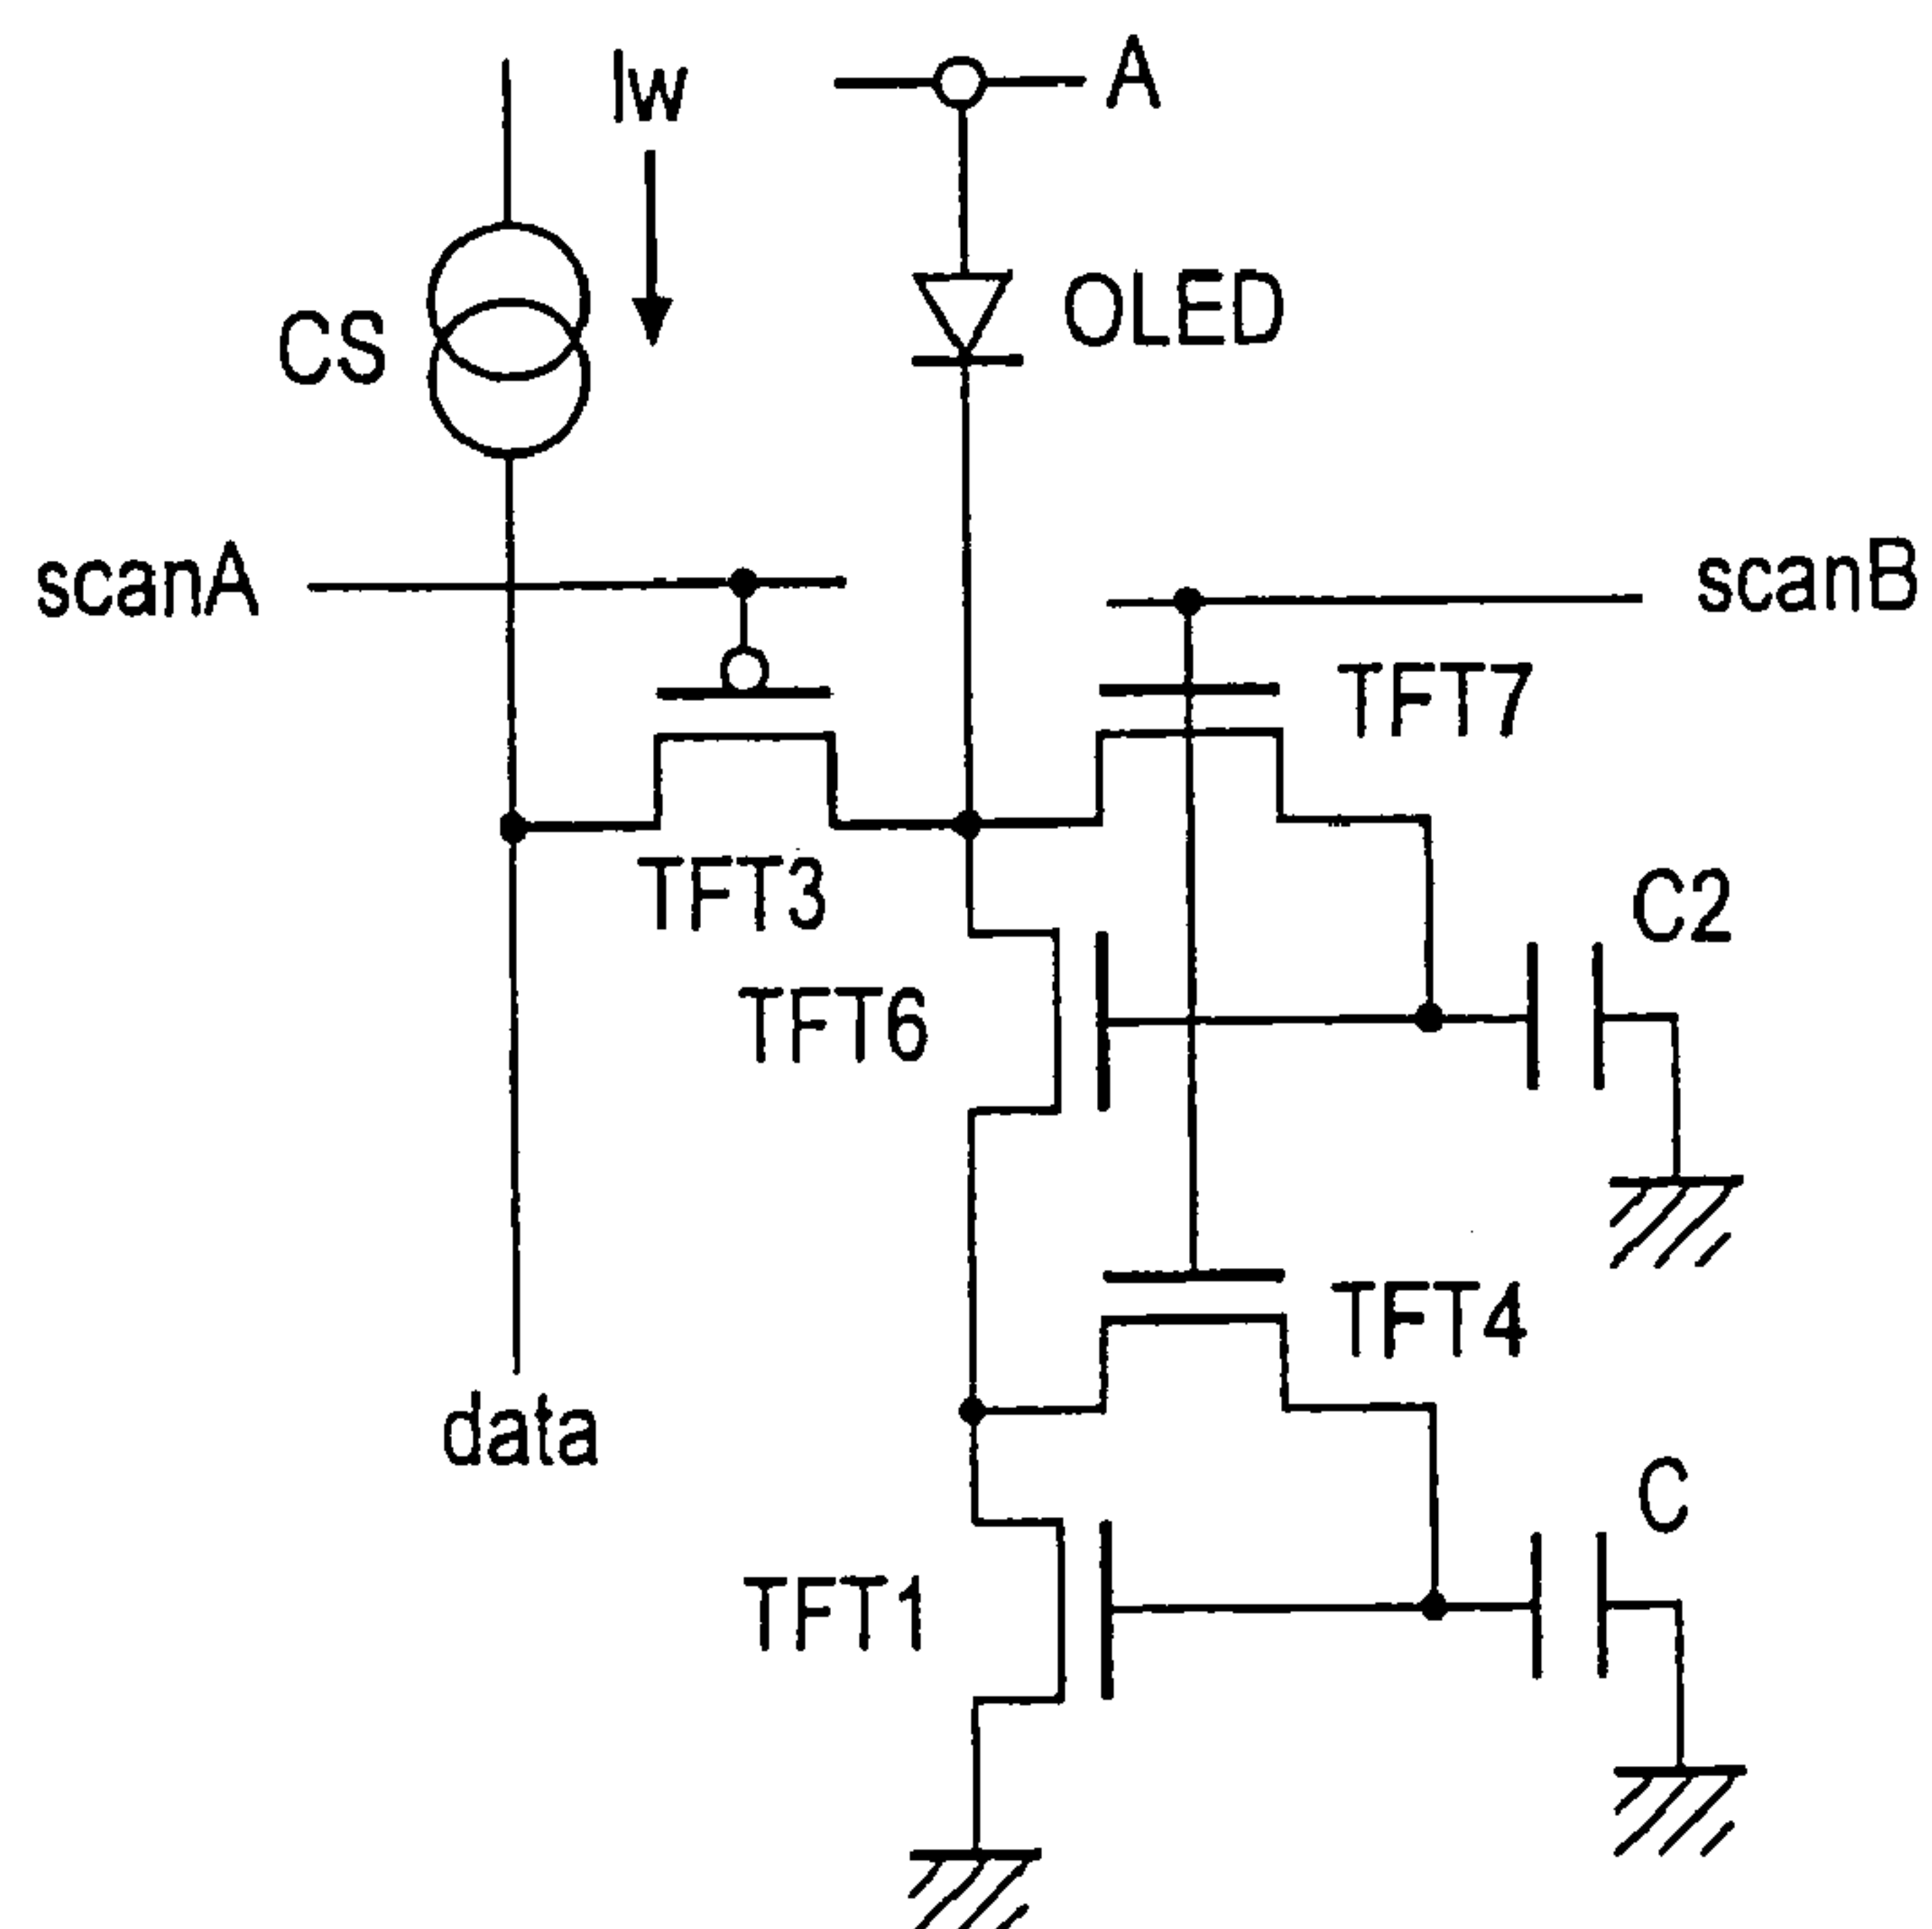 Iw
A
OLED
CS
scanA
scanB
TFT7
TFT3
C2
TFT6
TFT4
data
C
TFT1